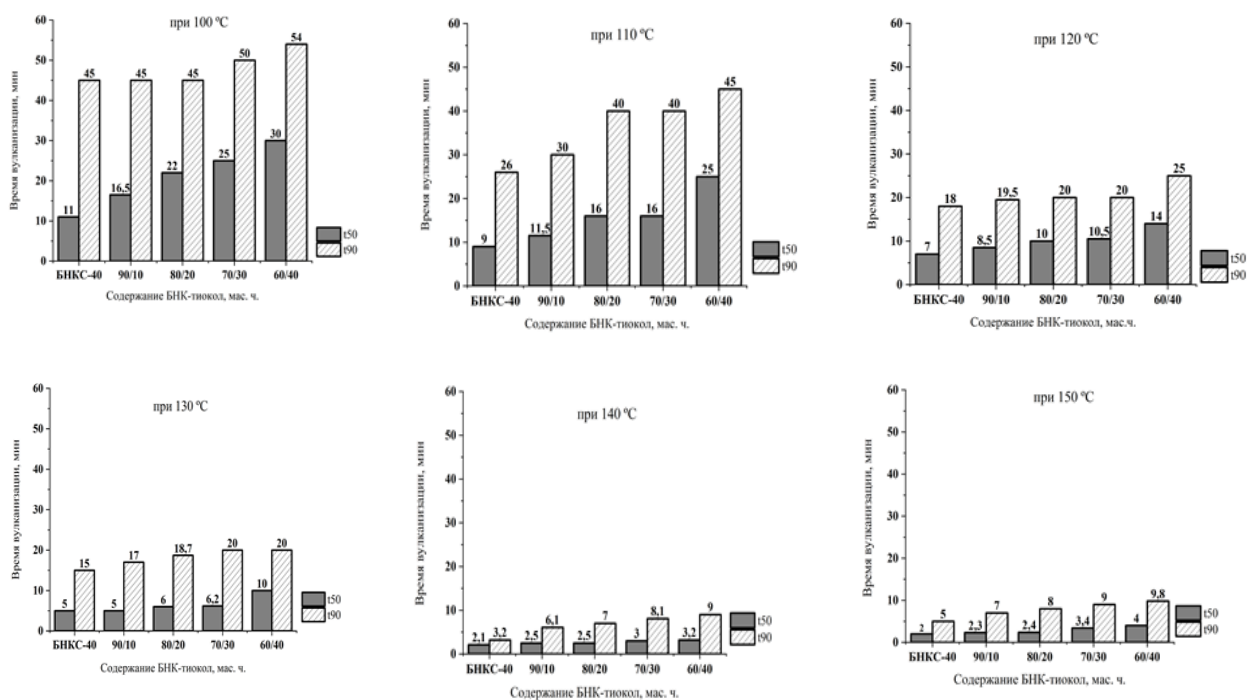 при 100 ºC
Время вулканизации, мин
60
50
40
30
20
10
0
11
45
16,5
45
22
45
25
50
30
54
t50
t90
БНКС-40 90/10 80/20 70/30 60/40
Содержание БНК-тиокол, мас. ч.
при 110 ºC
Время вулканизации, мин
60
50
40
30
20
10
0
9
26
11,5
30
16
40
16
40
25
45
t50
t90
БНКС-40 90/10 80/20 70/30 60/40
Содержание БНК-тиокол, мас. ч.
при 120 ºC
Время вулканизации, мин
60
50
40
30
20
10
0
7
18
8,5
19,5
10
20
10,5
20
14
25
t50
t90
БНКС-40 90/10 80/20 70/30 60/40
Содержание БНК-тиокол, мас.ч.
при 130 ºC
Время вулканизации, мин
60
50
40
30
20
10
0
5
15
5
17
6
18,7
6,2
20
10
20
t50
t90
БНКС-40 90/10 80/20 70/30 60/40
Содержание БНК-тиокол, мас. ч.
при 140 ºC
Время вулканизации, мин
60
50
40
30
20
10
0
2,1
3,2
2,5
6,1
2,5
7
3
8,1
3,2
9
t50
t90
БНКС-40 90/10 80/20 70/30 60/40
Содержание БНК-тиокол, мас. ч.
при 150 ºC
Время вулканизации, мин
60
50
40
30
20
10
0
2
5
2,3
7
2,4
8
3,4
9
4
9,8
t50
t90
БНКС-40 90/10 80/20 70/30 60/40
Содержание БНК-тиокол, мас. ч.